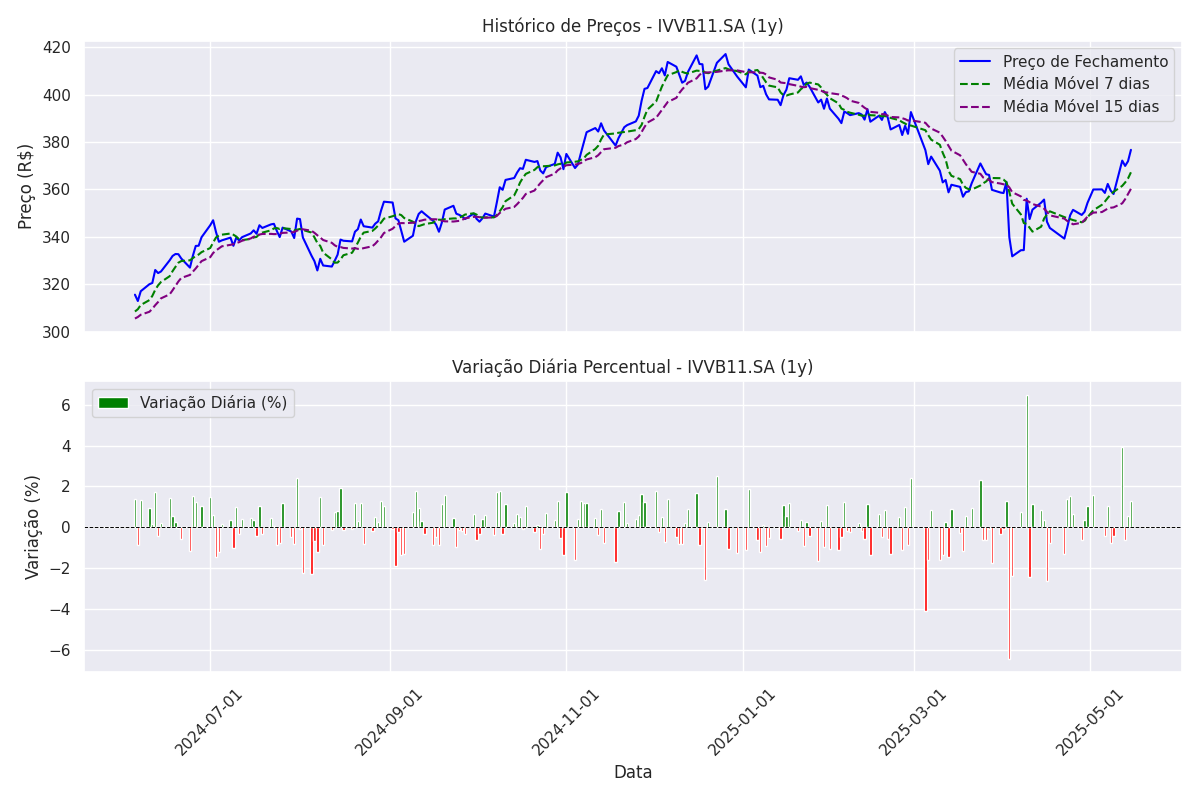 Histórico de Preços - IVVB11.SA (1y)
Preço (R$)
420
400
380
360
340
320
300
Preço de Fechamento
Média Móvel 7 dias
Média Móvel 15 dias
Variação Diária Percentual - IVVB11.SA (1y)
Variação (%)
6
4
2
0
−2
−4
−6
Variação Diária (%)
2024-07-01
2024-09-01
2024-11-01
2025-01-01
2025-03-01
2025-05-01
Data